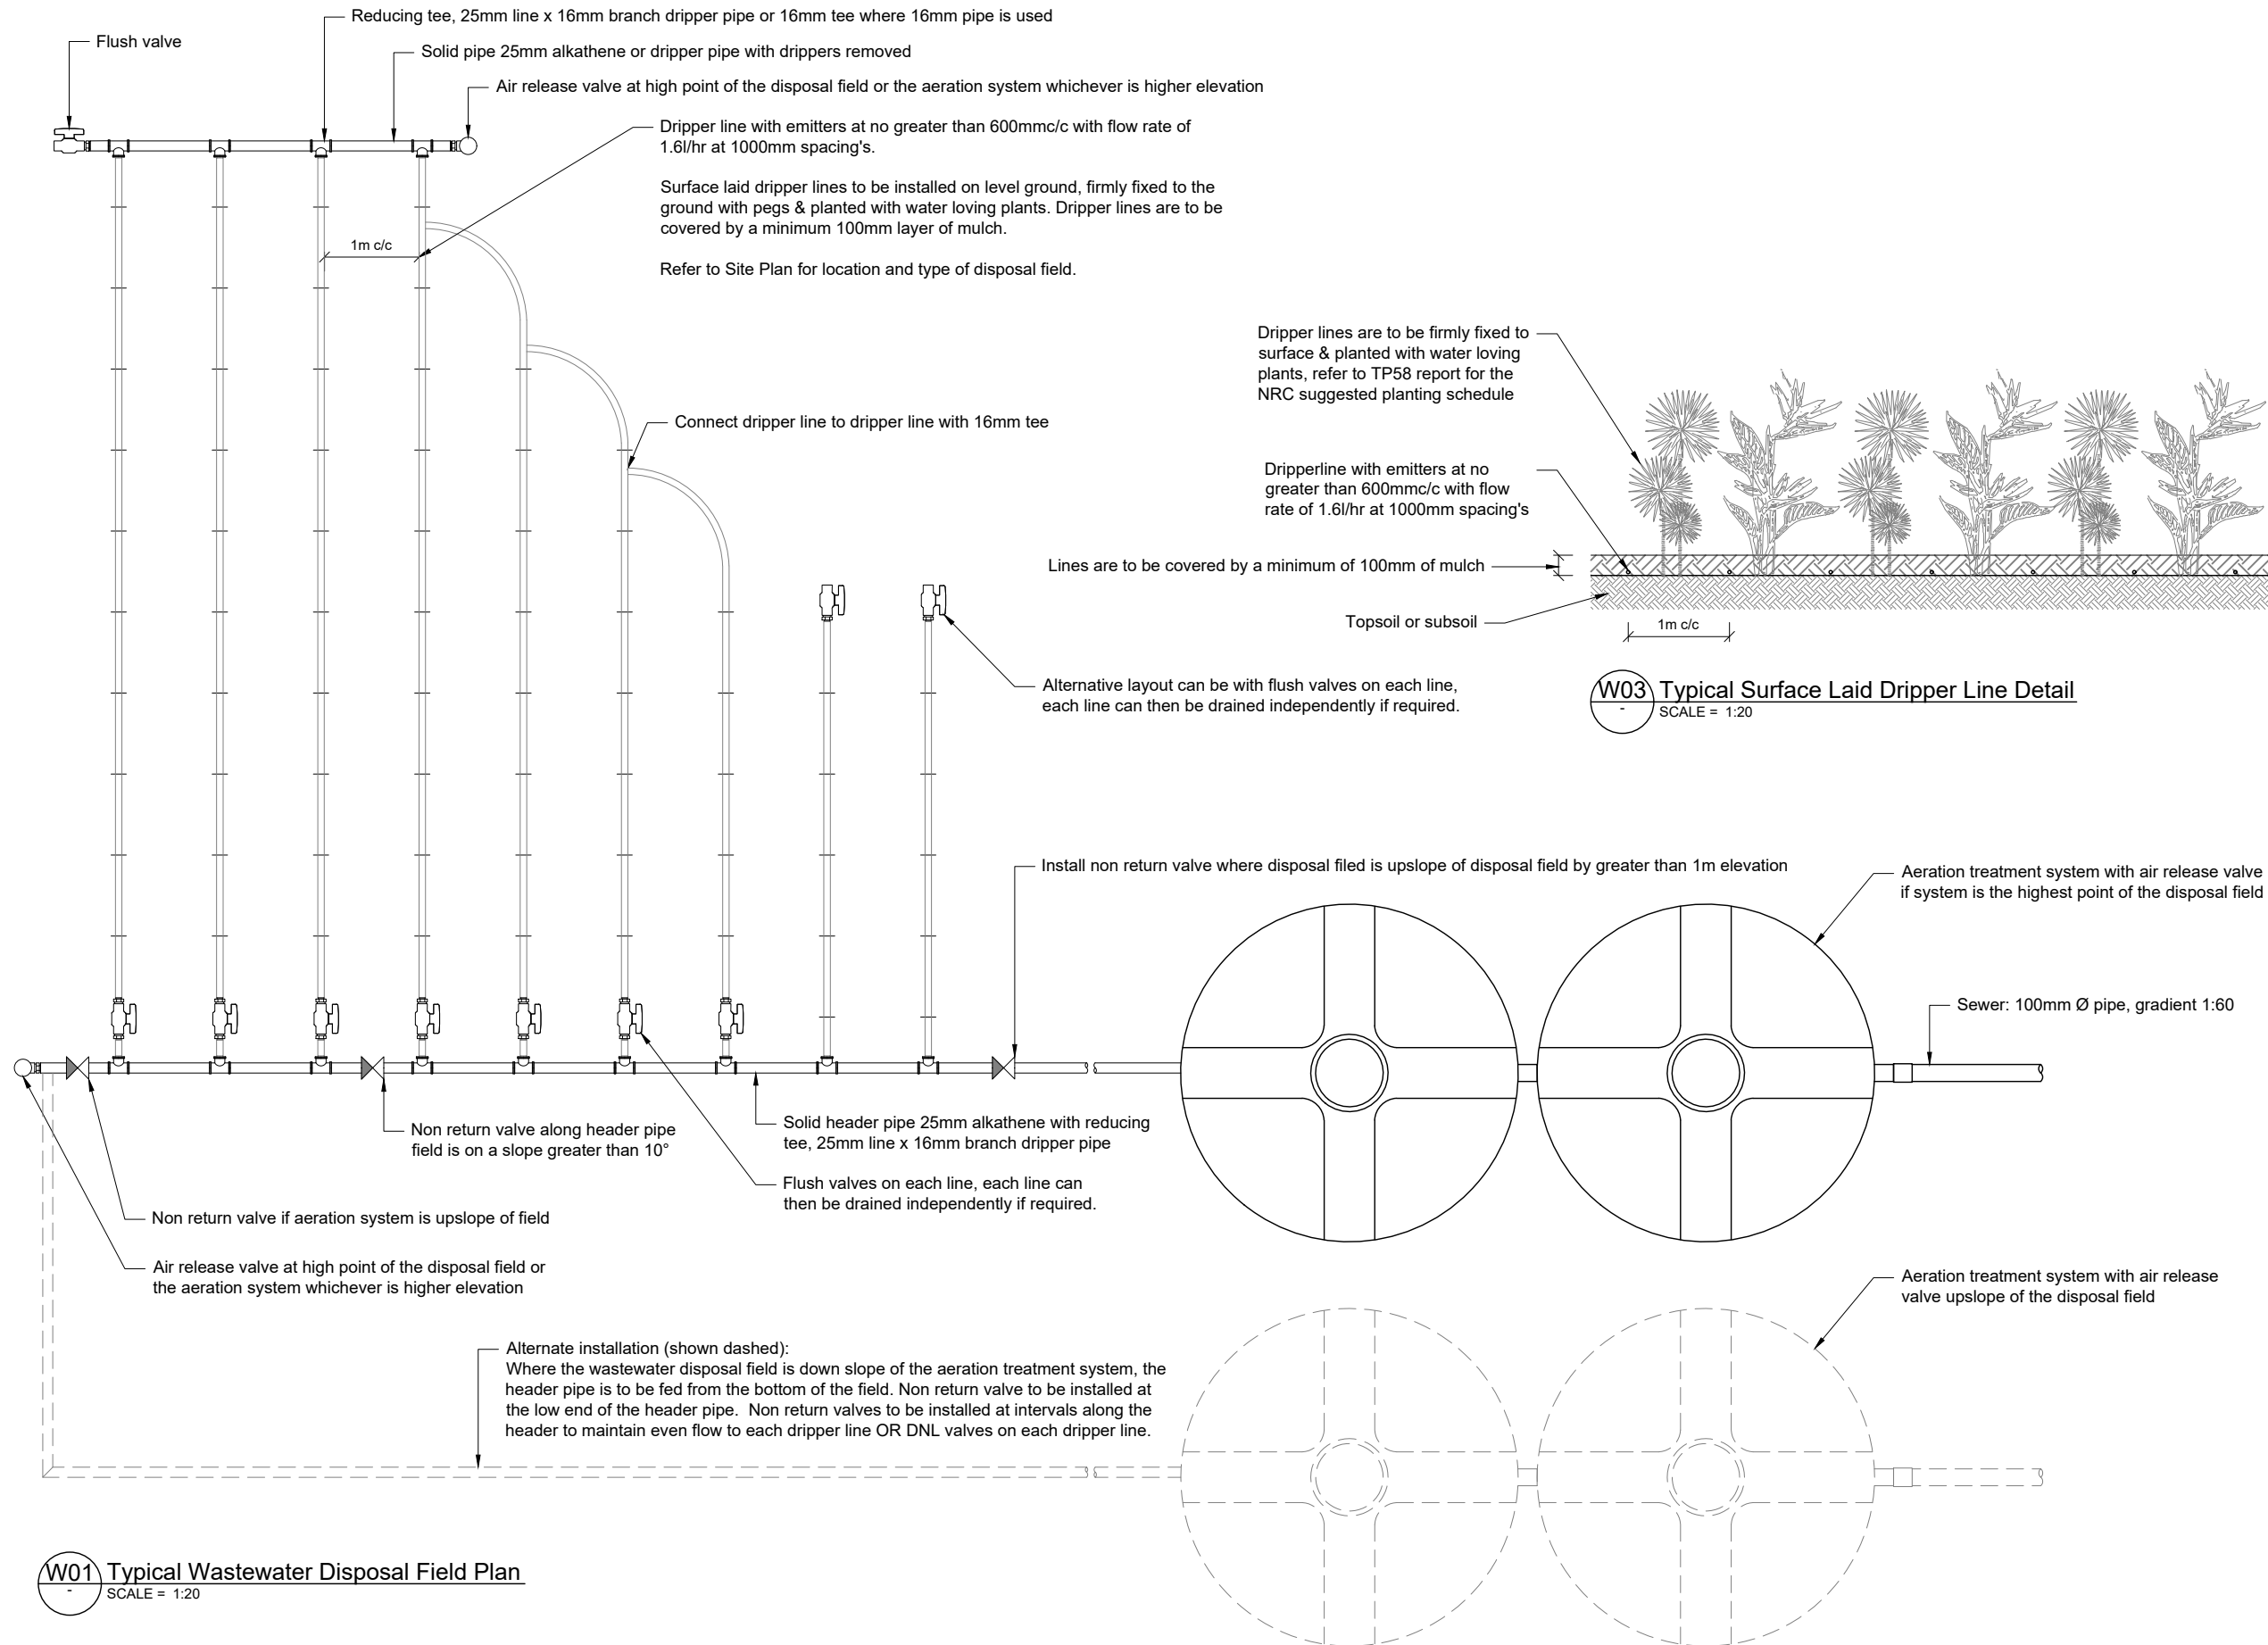 Reducing tee, 25mm line x 16mm branch dripper pipe or 16mm tee where 16mm pipe is used
Flush valve
Solid pipe 25mm alkathene or dripper pipe with drippers removed
Air release valve at high point of the disposal field or the aeration system whichever is higher elevation
Dripper line with emitters at no greater than 600mmc/c with flow rate of
1.6l/hr at 1000mm spacing's.
Surface laid dripper lines to be installed on level ground, firmly fixed to the
ground with pegs & planted with water loving plants. Dripper lines are to be
covered by a minimum 100mm layer of mulch.
Refer to Site Plan for location and type of disposal field.
1m c/c
Connect dripper line to dripper line with 16mm tee
Dripper lines are to be firmly fixed to
surface & planted with water loving
plants, refer to TP58 report for the
NRC suggested planting schedule
Dripperline with emitters at no
greater than 600mmc/c with flow
rate of 1.6l/hr at 1000mm spacing's
Lines are to be covered by a minimum of 100mm of mulch
Topsoil or subsoil
1m c/c
W03
-
Typical Surface Laid Dripper Line Detail
SCALE = 1:20
Alternative layout can be with flush valves on each line,
each line can then be drained independently if required.
Install non return valve where disposal filed is upslope of disposal field by greater than 1m elevation
Aeration treatment system with air release valve
if system is the highest point of the disposal field
Sewer: 100mm Ø pipe, gradient 1:60
Non return valve along header pipe
field is on a slope greater than 10°
Solid header pipe 25mm alkathene with reducing
tee, 25mm line x 16mm branch dripper pipe
Flush valves on each line, each line can
then be drained independently if required.
Non return valve if aeration system is upslope of field
Air release valve at high point of the disposal field or
the aeration system whichever is higher elevation
Aeration treatment system with air release
valve upslope of the disposal field
Alternate installation (shown dashed):
Where the wastewater disposal field is down slope of the aeration treatment system, the
header pipe is to be fed from the bottom of the field. Non return valve to be installed at
the low end of the header pipe.  Non return valves to be installed at intervals along the
header to maintain even flow to each dripper line OR DNL valves on each dripper line.
W01
-
Typical Wastewater Disposal Field Plan
SCALE = 1:20